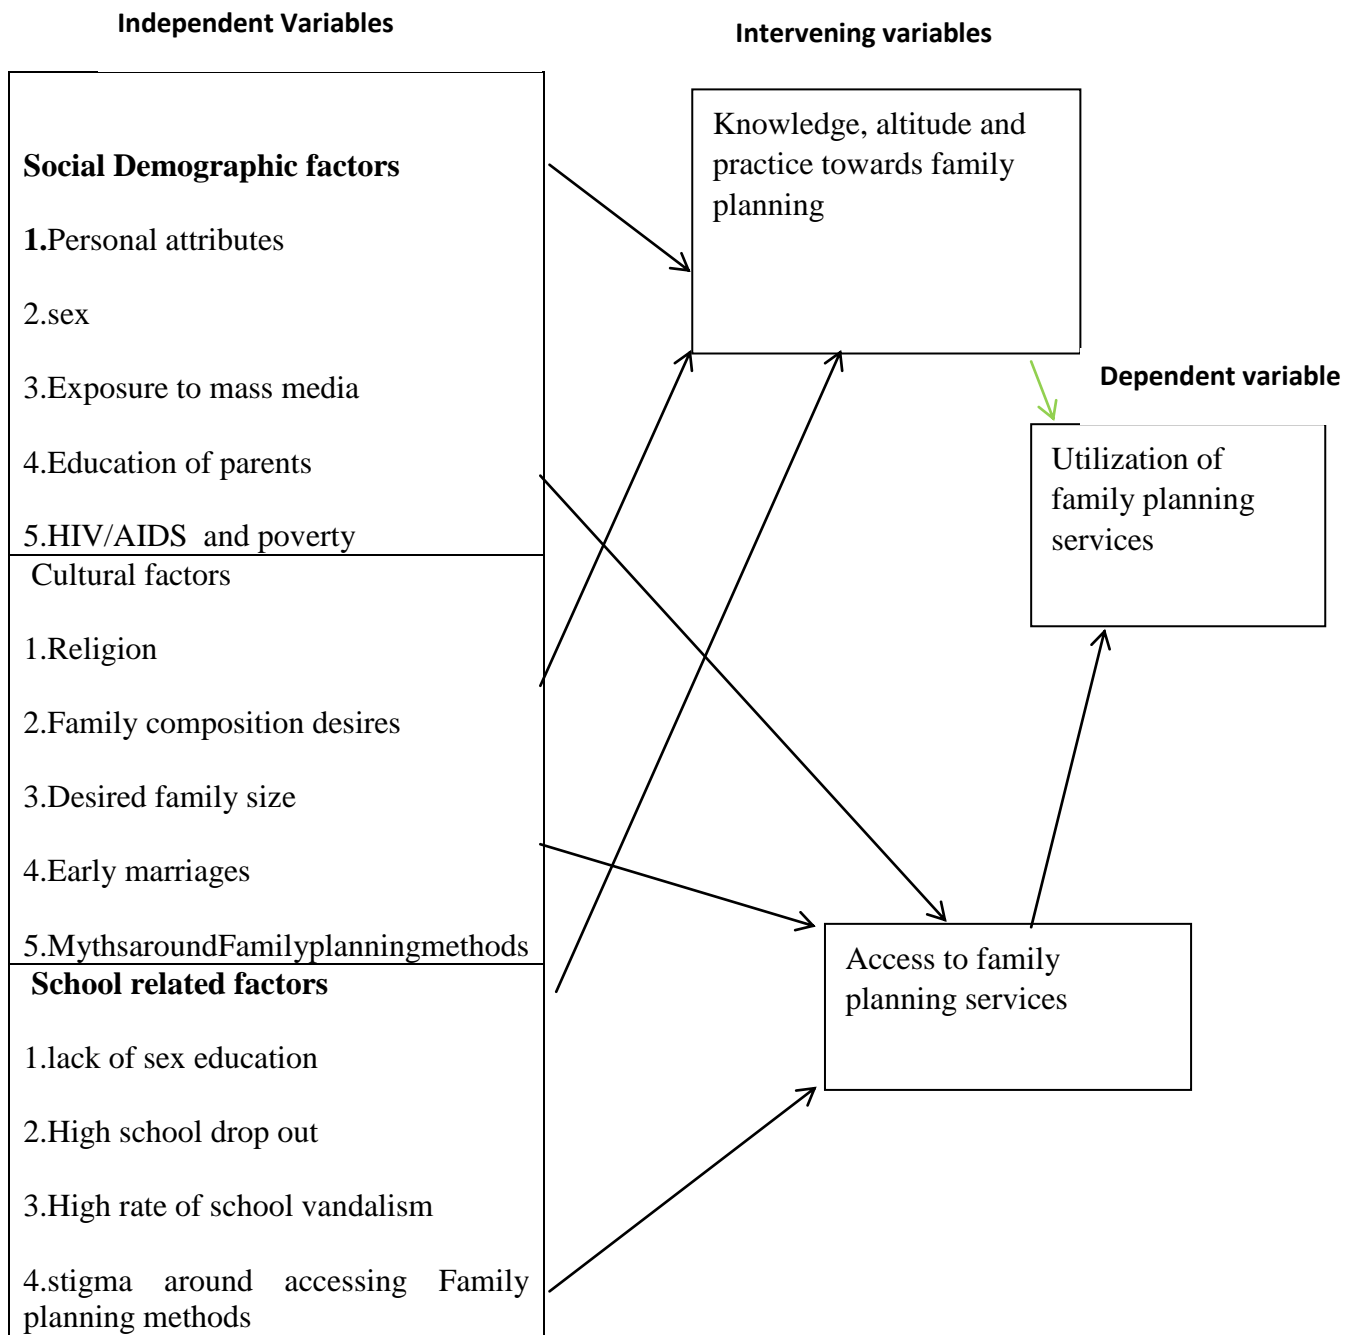 Independent Variables
Intervening variables
Social Demographic factors
1.Personal attributes
2.sex
3.Exposure to mass media
4.Education of parents
5.HIV/AIDS  and poverty
Cultural factors
1.Religion
2.Family composition desires
3.Desired family size
4.Early marriages
5.MythsaroundFamilyplanningmethods
School related factors
1.lack of sex education
2.High school drop out
3.High rate of school vandalism
4.stigma around accessing Family
planning methods
Knowledge, altitude and
practice towards family
planning
Dependent variable
Utilization of
family planning
services
Access to family
planning services